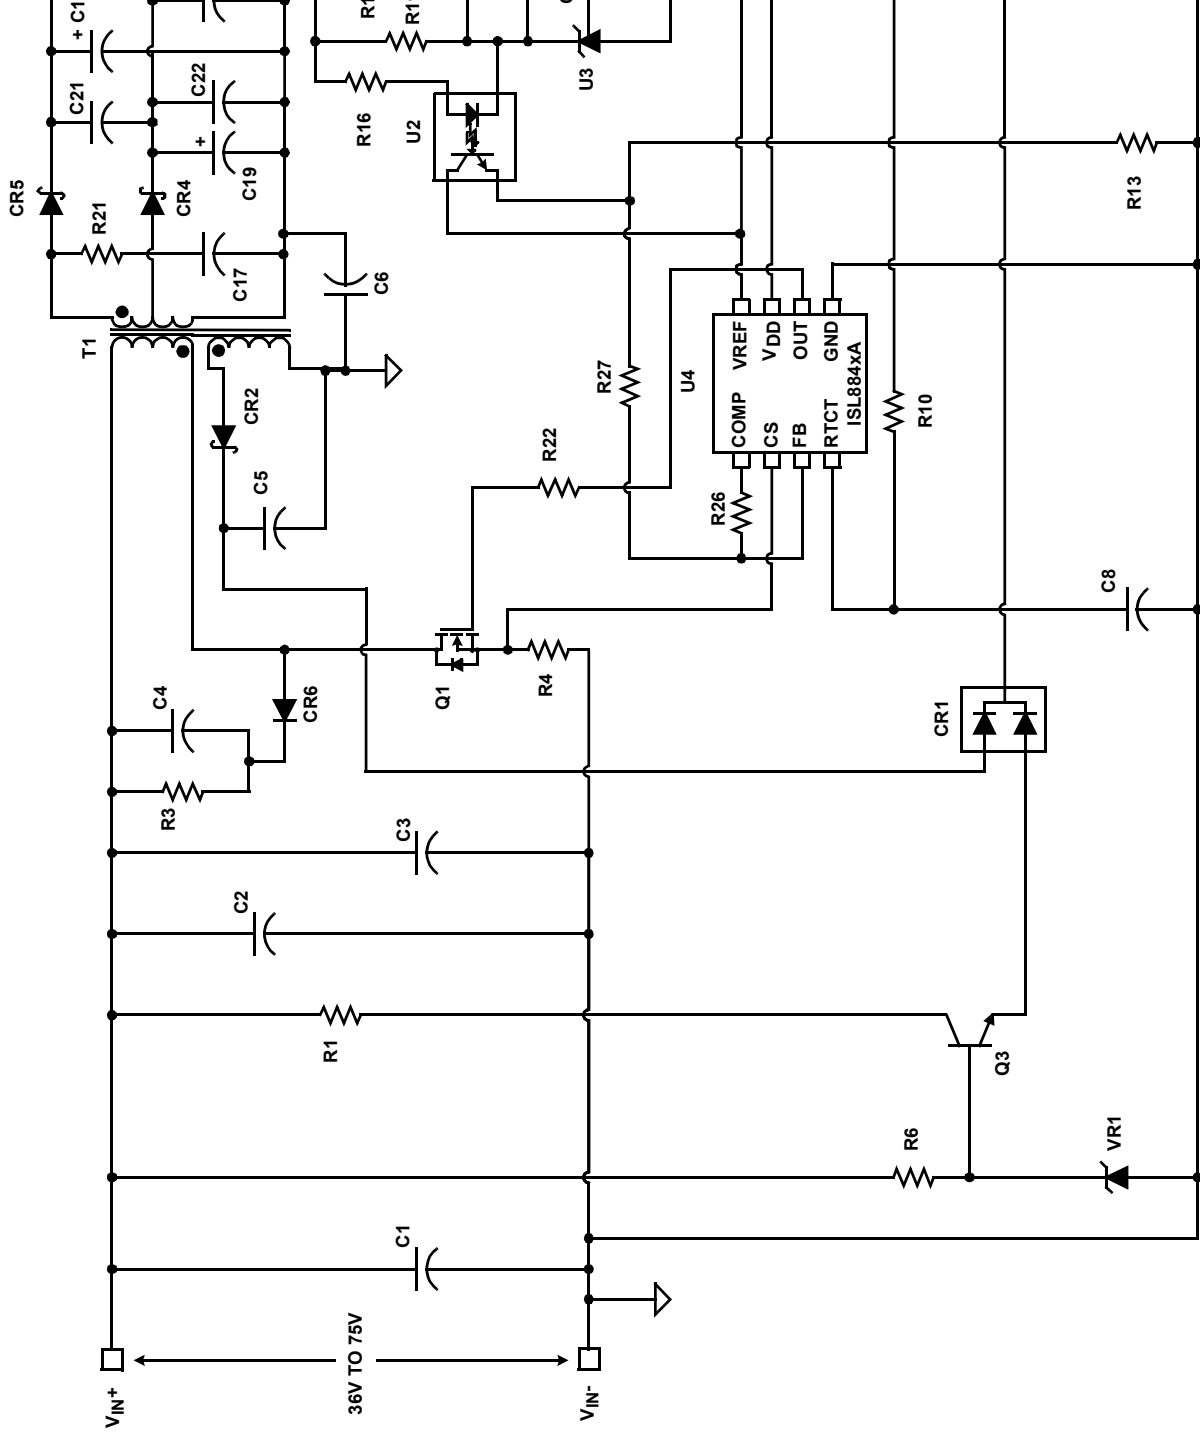 CR5
C21
+ C1
R1
R1
R21
CR4
C19
+
C22
R16
U2
U3
C17
C6
T1
CR2
C5
R27
R22
U4
VREF
VDD
OUT
GND
COMP
CS
FB
RTCT
ISL884xA
R26
R10
R13
C8
C4
CR6
R3
Q1
R4
CR1
C3
C2
R1
Q3
R6
VR1
C1
VIN+
36V TO 75V
VIN-